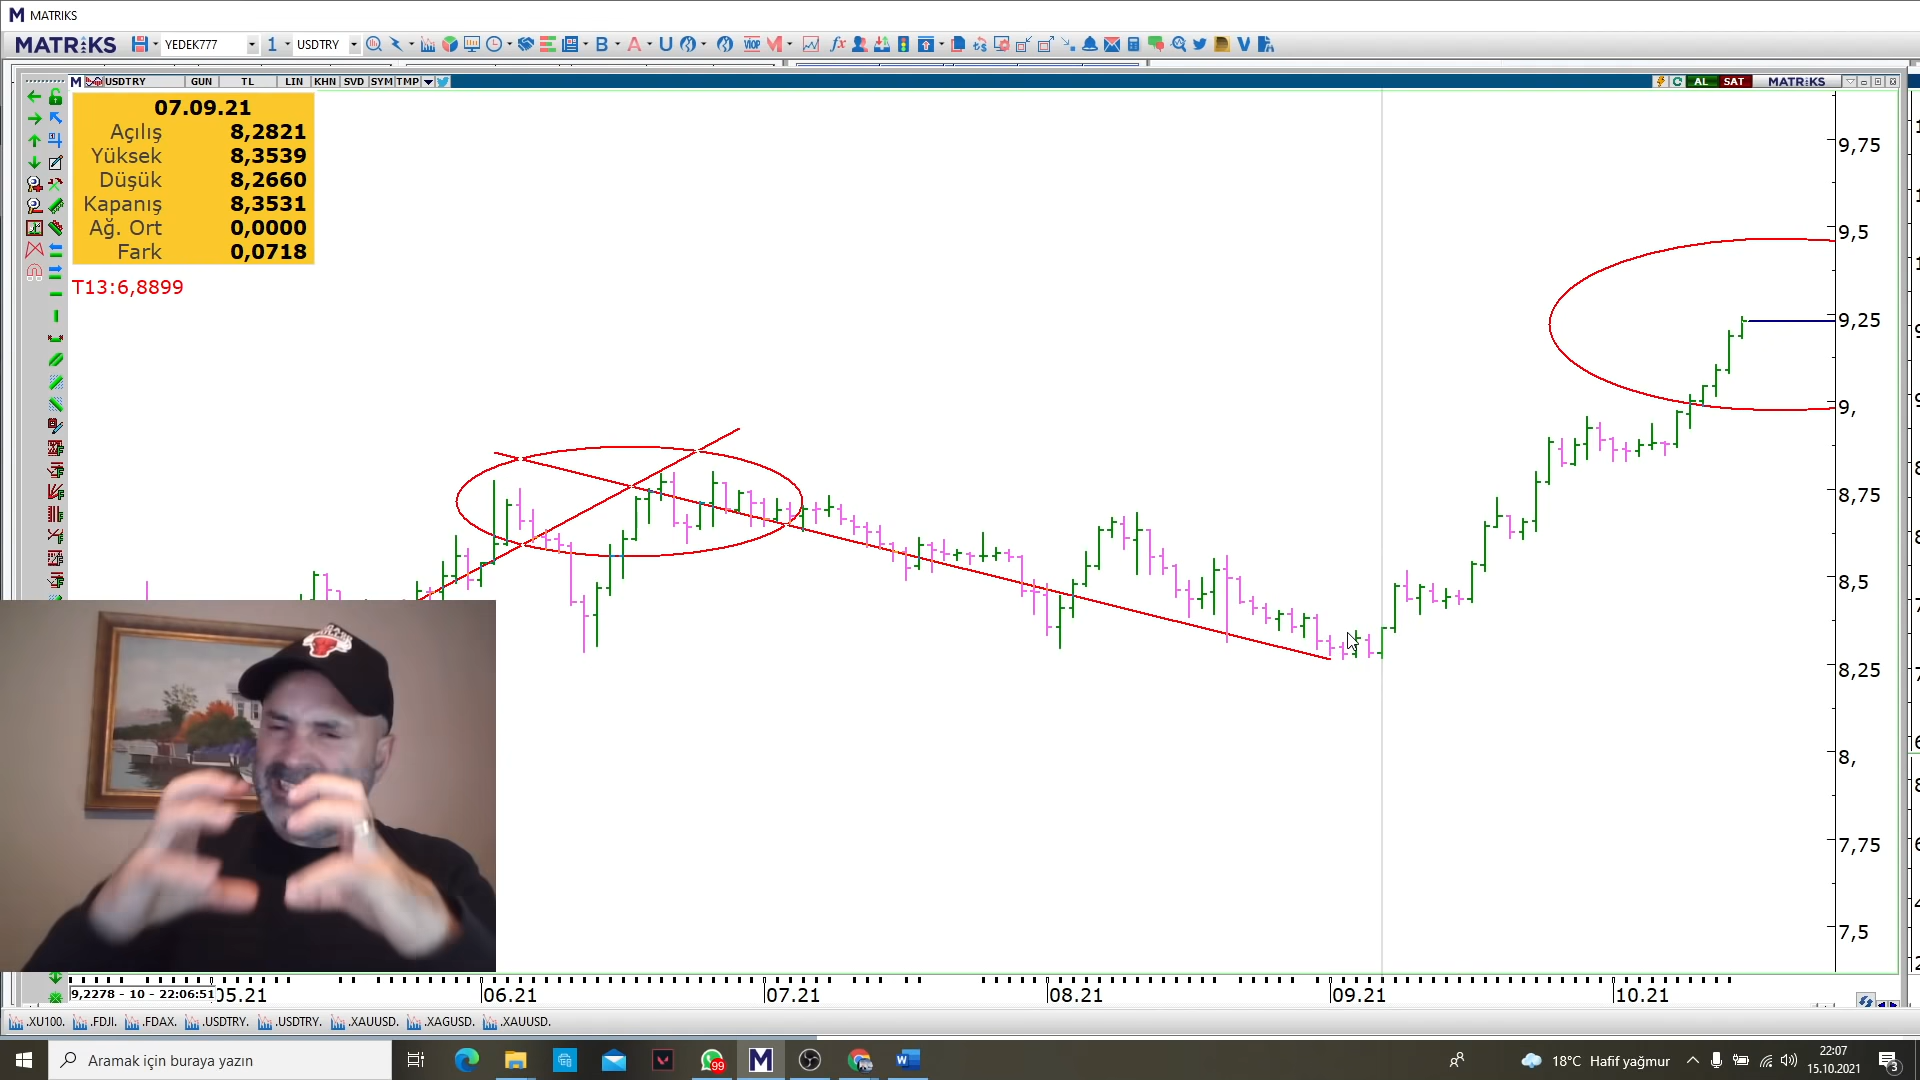 MATRIKS
MATRIKS YEDEK777 1 USDTRY B A U VIOP M fx V
USDTRY GUN TL LIN KHN SVD SYM TMP AL SAT MATRIKS
07.09.21
Açılış 8,2821
Yüksek 8,3539
Düşük 8,2660
Kapanış 8,3531
Ağ. Ort 0,0000
Fark 0,0718
T13:6,8899
9,75
9,5
9,25
9,
8,75
8,5
8,25
8,
7,75
7,5
9,2278 - 10 - 22:06:51
05.21 06.21 07.21 08.21 09.21 10.21
.XU100. .FDJI. .FDAX. .USDTRY. .USDTRY. .XAUUSD. .XAGUSD. .XAUUSD.
Aramak için buraya yazın
99
18°C Hafif yağmur
22:07
15.10.2021
3